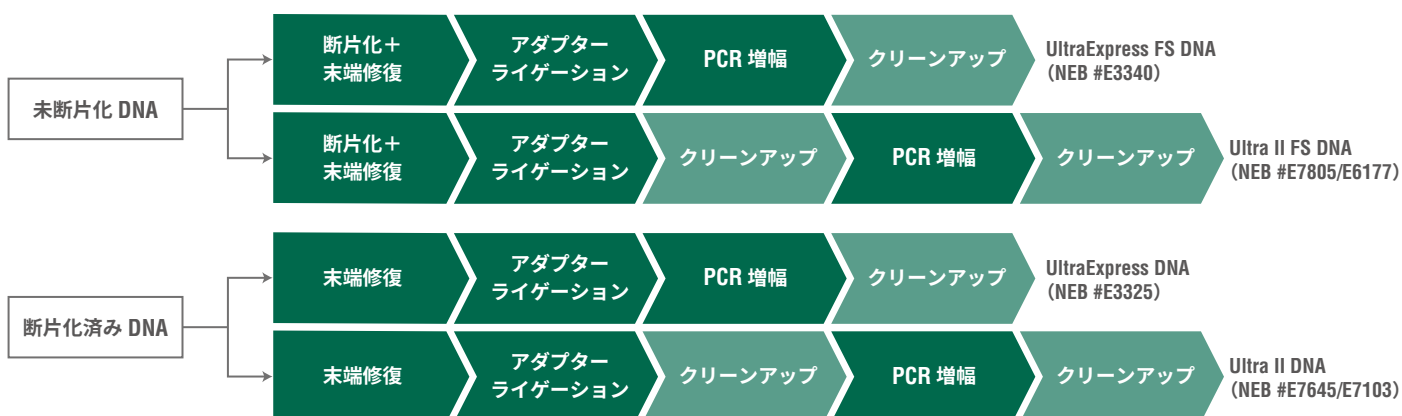 未断片化 DNA
断片化＋
末端修復
アダプター
ライゲーション
PCR 増幅
クリーンアップ
UltraExpress FS DNA
（NEB #E3340）
断片化＋
末端修復
アダプター
ライゲーション
クリーンアップ
PCR 増幅
クリーンアップ
Ultra II FS DNA
（NEB #E7805/E6177）
断片化済み DNA
末端修復
アダプター
ライゲーション
PCR 増幅
クリーンアップ
UltraExpress DNA
（NEB #E3325）
末端修復
アダプター
ライゲーション
クリーンアップ
PCR 増幅
クリーンアップ
Ultra II DNA
（NEB #E7645/E7103）